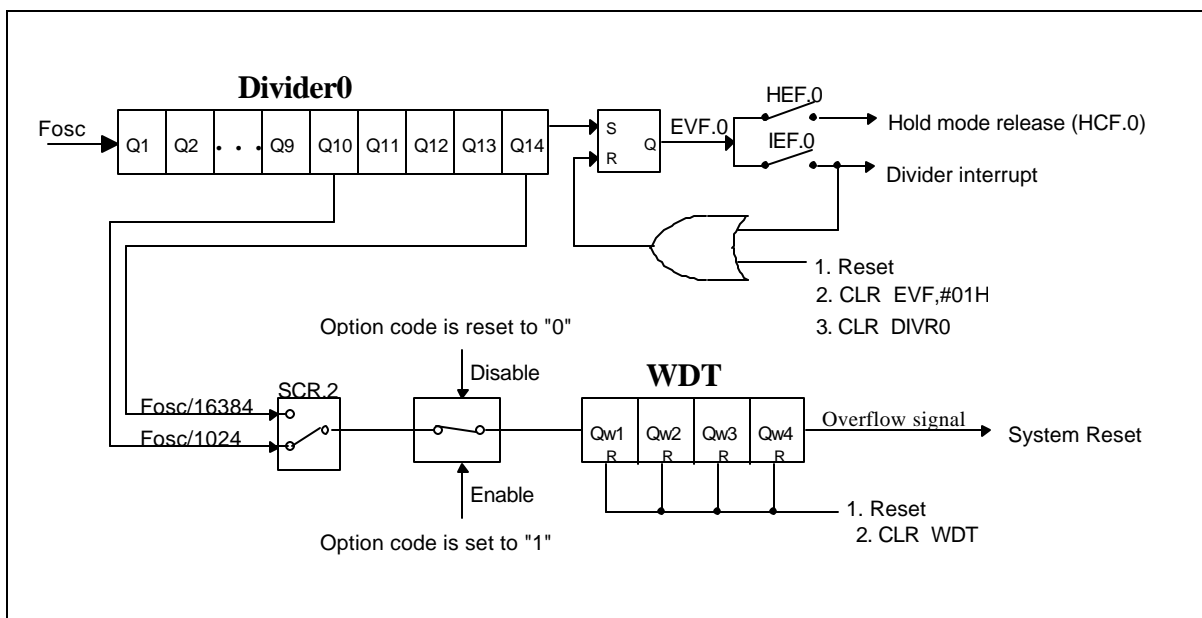 Divider0
Fosc
Q1 Q2 . . . Q9 Q10 Q11 Q12 Q13 Q14
S
R
Q
EVF.0
HEF.0
Hold mode release (HCF.0)
IEF.0
Divider interrupt
1. Reset
2. CLR EVF,#01H
3. CLR DIVR0
Option code is reset to "0"
Disable
WDT
SCR.2
Fosc/16384
Fosc/1024
Qw1 Qw2 Qw3 Qw4
R R R R
Overflow signal
System Reset
Enable
Option code is set to "1"
1. Reset
2. CLR WDT